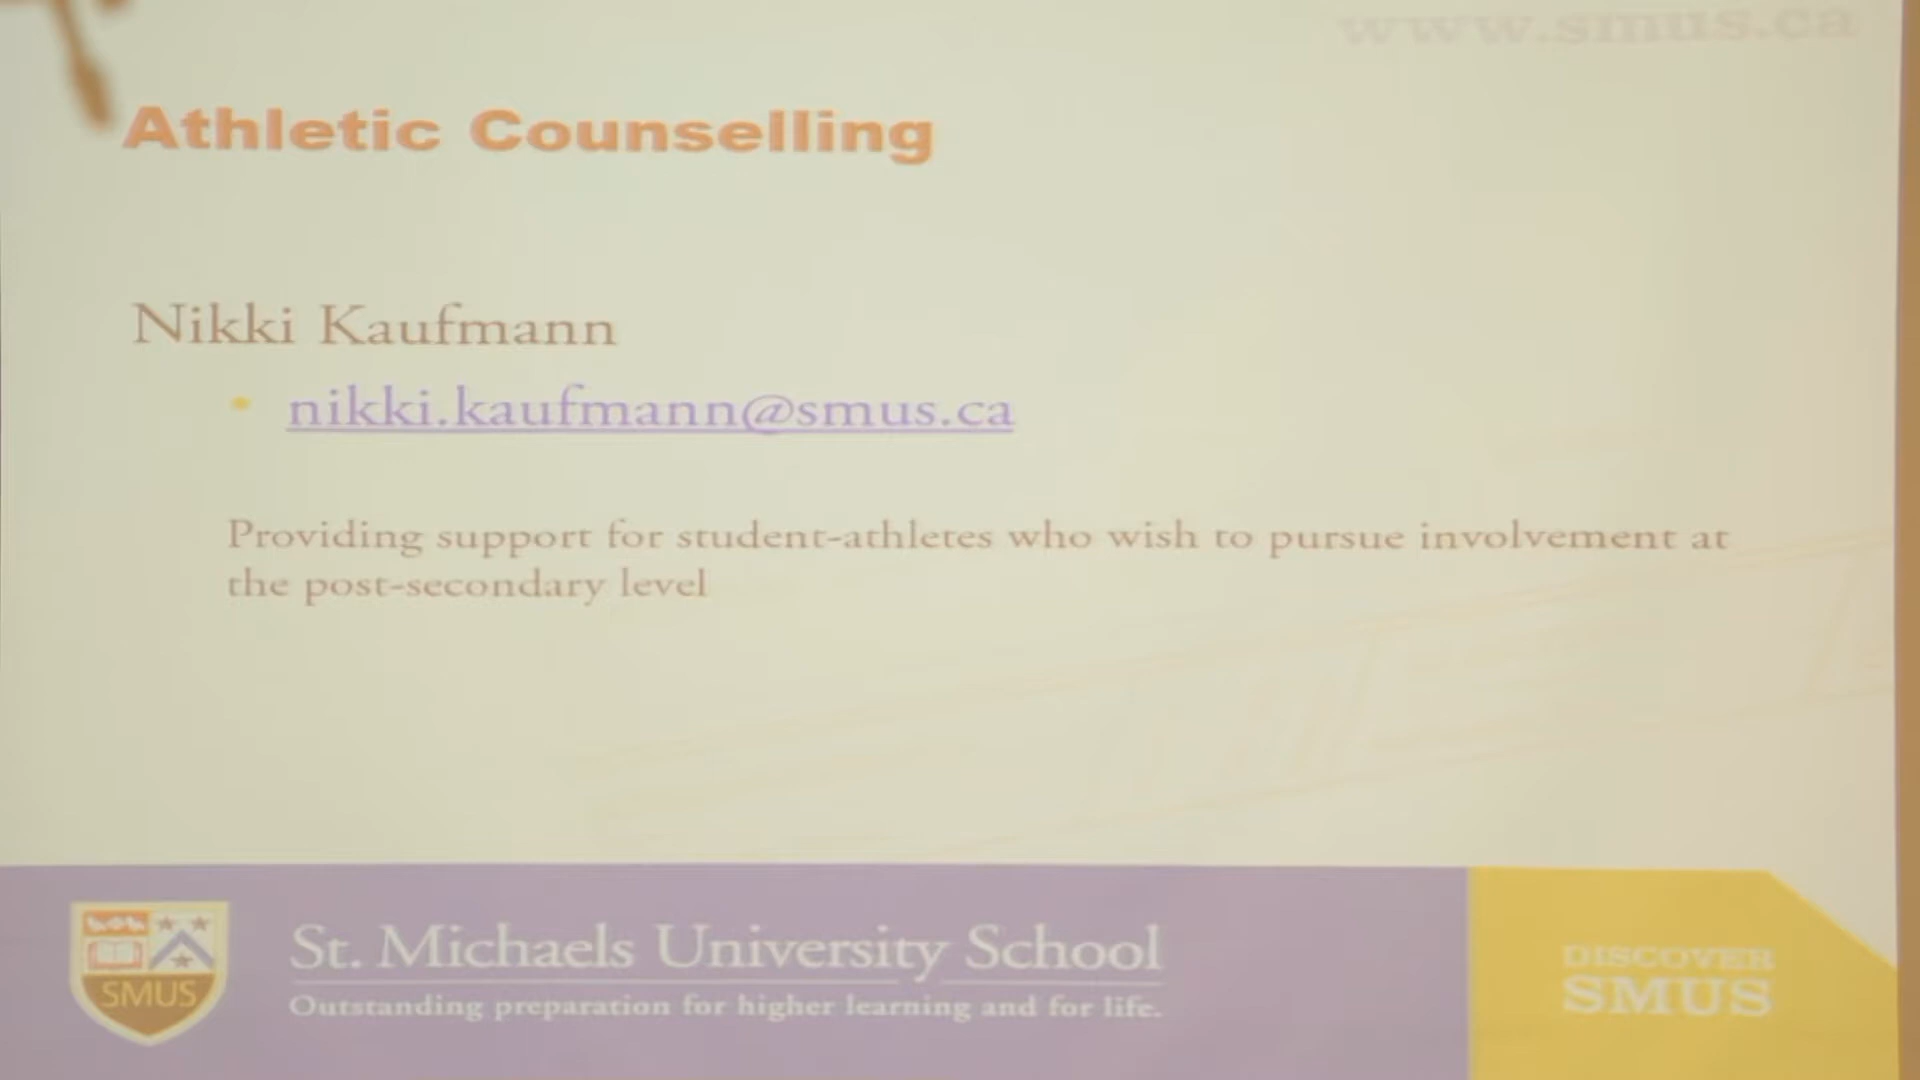 www.smus.ca
Athletic Counselling
Nikki Kaufmann
• nikki.kaufmann@smus.ca
Providing support for student-athletes who wish to pursue involvement at
the post-secondary level
SMUS
St. Michaels University School
Outstanding preparation for higher learning and for life.
DISCOVER
SMUS